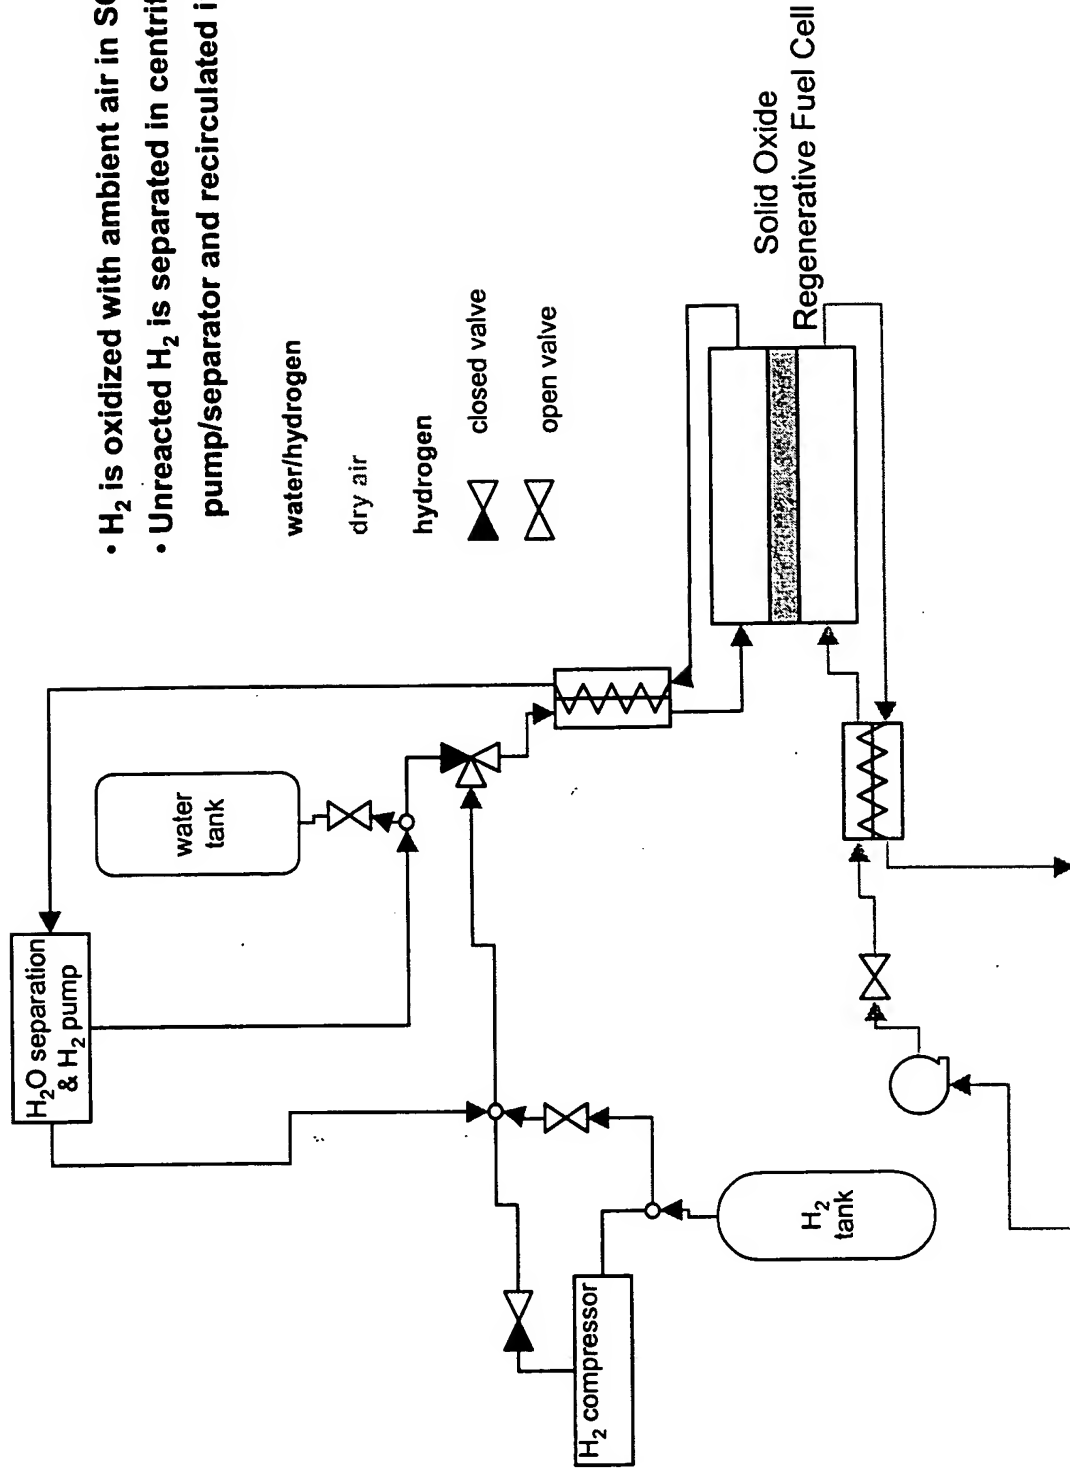 • H2 is oxidized with ambient air in
• Unreacted H2 is separated in
pump/separator and recirculated
water/hydrogen
dry air
hydrogen
closed valve
open valve
H2O separation
& H2 pump
water
tank
Solid Oxide
Regenerative Fuel Cell
H2 compressor
H2
tank